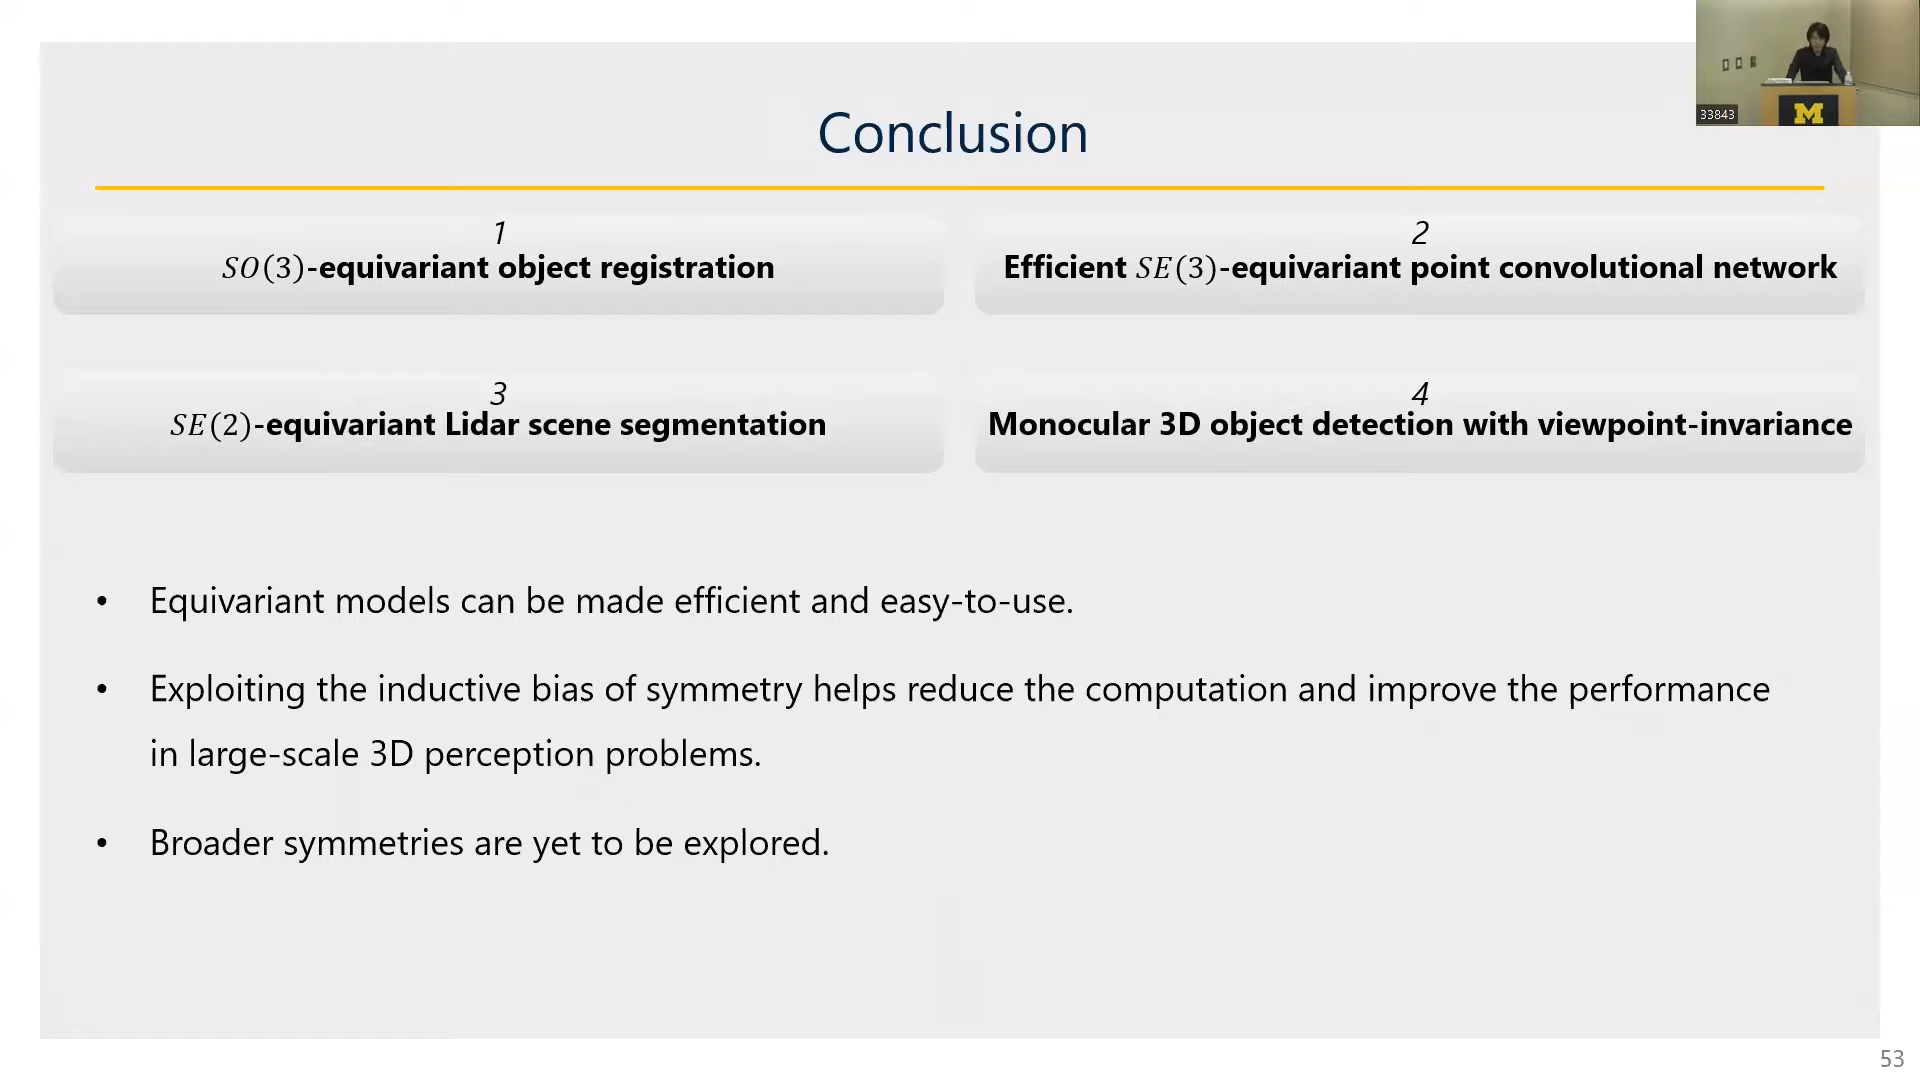 33843
M
Conclusion
1
SO(3)-equivariant object registration
2
Efficient SE(3)-equivariant point convolutional network
3
SE(2)-equivariant Lidar scene segmentation
4
Monocular 3D object detection with viewpoint-invariance
• Equivariant models can be made efficient and easy-to-use.
• Exploiting the inductive bias of symmetry helps reduce the computation and improve the performance
in large-scale 3D perception problems.
• Broader symmetries are yet to be explored.
53